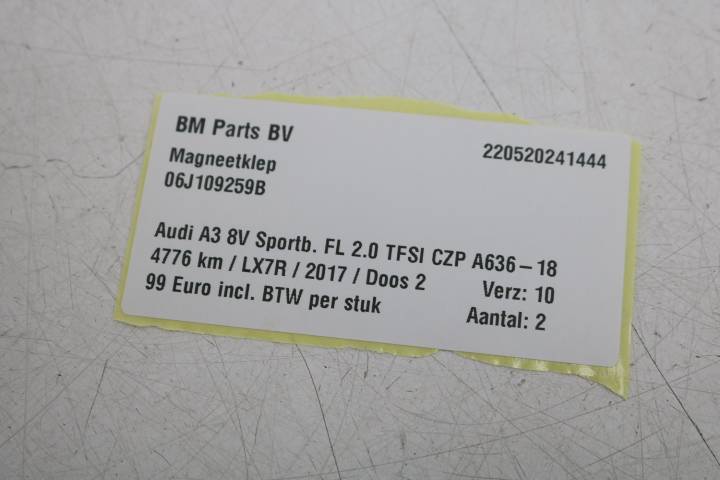 BM Parts BV
220520241444
Magneetklep
06J109259B
Audi A3 8V Sportb. FL 2.0 TFSI CZP A636-18
4776 km / LX7R / 2017 / Doos 2 Verz: 10
99 Euro incl. BTW per stuk Aantal: 2